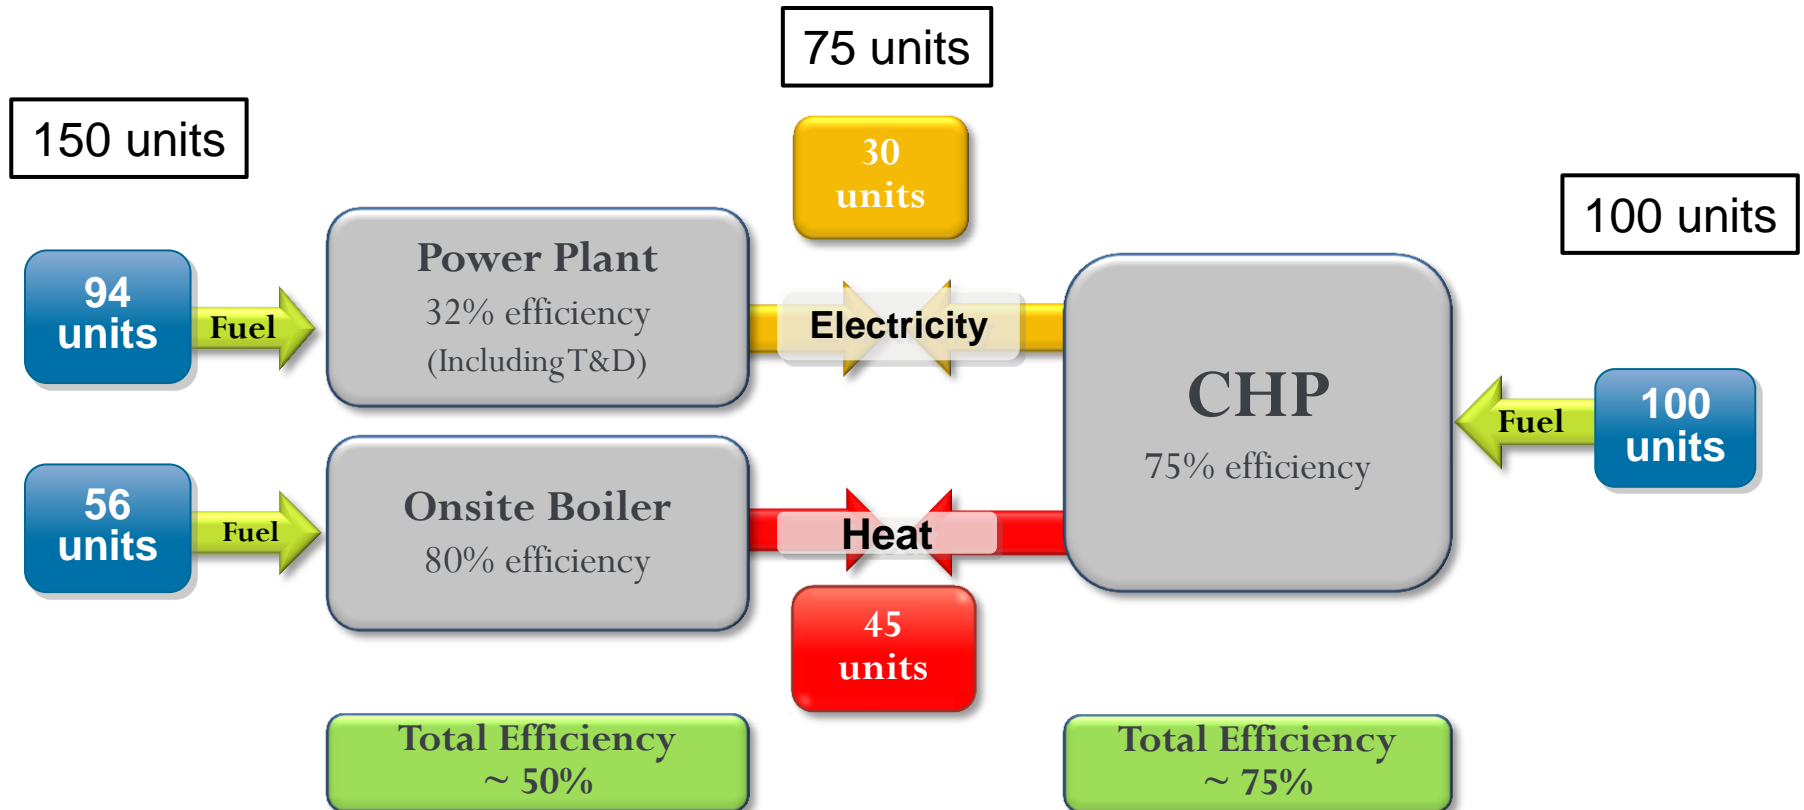 75 units
150 units
30
units
100 units
Power Plant
32% efficiency
(Including T&D)
94
units
Fuel
Electricity
CHP
75% efficiency
Fuel
100
units
Onsite Boiler
80% efficiency
56
units
Fuel
Heat
45
units
Total Efficiency
~ 50%
Total Efficiency
~ 75%